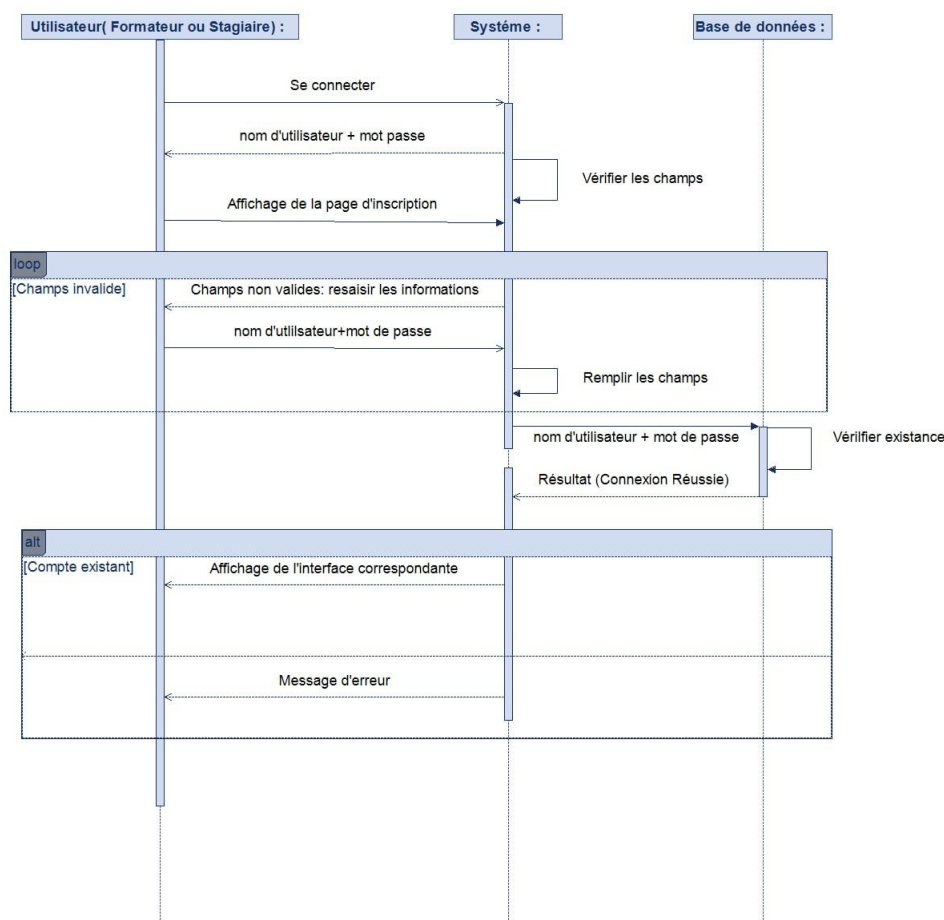 Utilisateur( Formateur ou Stagiaire) :
Systéme :
Base de données :
Se connecter
nom d'utilisateur + mot passe
Vérifier les champs
Affichage de la page d'inscription
loop
[Champs invalide]
Champs non valides: resaisir les informations
nom d'utlilsateur+mot de passe
Remplir les champs
nom d'utilisateur + mot de passe
Vérilfier existance
Résultat (Connexion Réussie)
alt
[Compte existant]
Affichage de l'interface correspondante
Message d'erreur